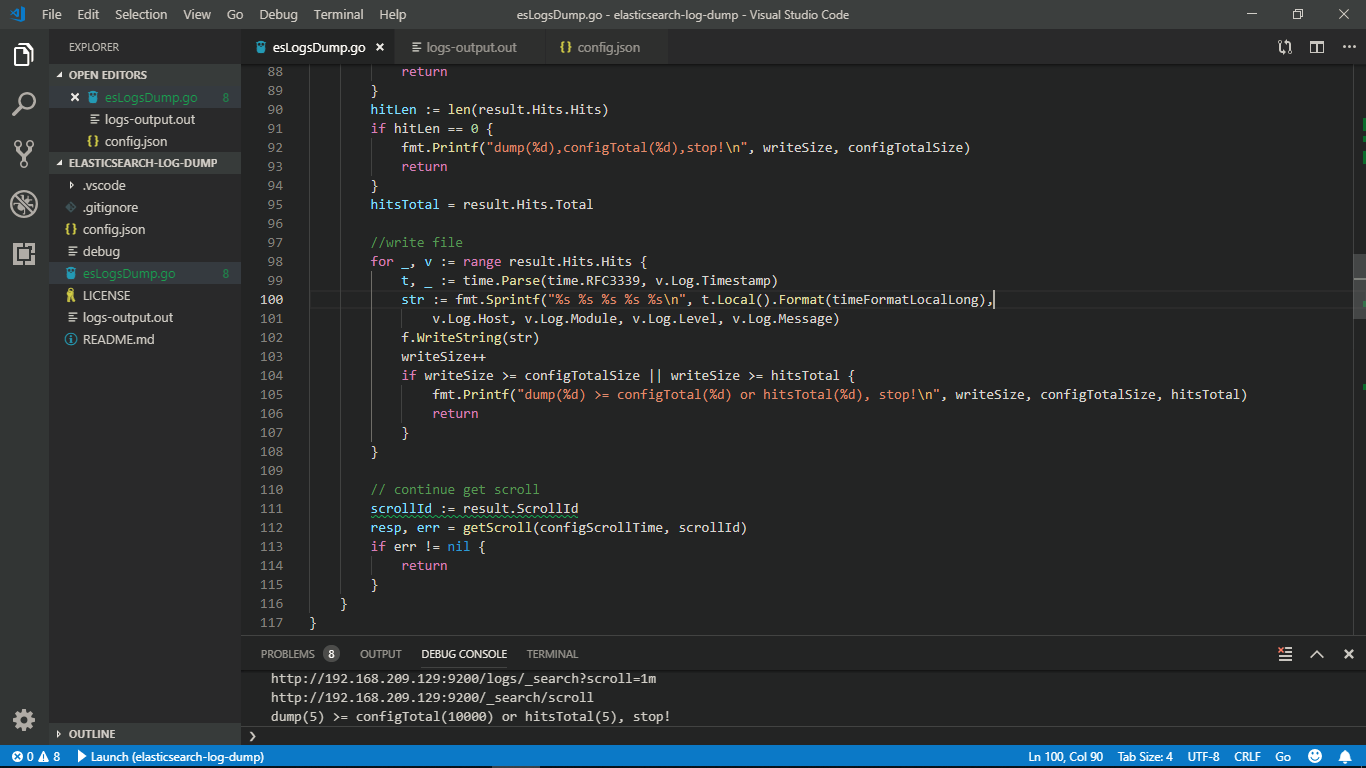 File Edit Selection View Go Debug Terminal Help
esLogsDump.go - elasticsearch-log-dump - Visual Studio Code
EXPLORER
OPEN EDITORS
esLogsDump.go 8
logs-output.out
config.json
ELASTICSEARCH-LOG-DUMP
.vscode
.gitignore
config.json
debug
esLogsDump.go 8
LICENSE
logs-output.out
README.md
OUTLINE
esLogsDump.go logs-output.out config.json
88 return
89 }
90 hitLen := len(result.Hits.Hits)
91 if hitLen == 0 {
92 fmt.Printf("dump(%d),configTotal(%d),stop!\n", writeSize, configTotalSize)
93 return
94 }
95 hitsTotal = result.Hits.Total
96
97 //write file
98 for _, v := range result.Hits.Hits {
99 t, _ := time.Parse(time.RFC3339, v.Log.Timestamp)
100 str := fmt.Sprintf("%s %s %s %s %s\n", t.Local().Format(timeFormatLocalLong),
101 v.Log.Host, v.Log.Module, v.Log.Level, v.Log.Message)
102 f.WriteString(str)
103 writeSize++
104 if writeSize >= configTotalSize || writeSize >= hitsTotal {
105 fmt.Printf("dump(%d) >= configTotal(%d) or hitsTotal(%d), stop!\n", writeSize, configTotalSize, hitsTotal)
106 return
107 }
108 }
109
110 // continue get scroll
111 scrollId := result.ScrollId
112 resp, err = getScroll(configScrollTime, scrollId)
113 if err != nil {
114 return
115 }
116 }
117 }
PROBLEMS 8 OUTPUT DEBUG CONSOLE TERMINAL
http://192.168.209.129:9200/logs/_search?scroll=1m
http://192.168.209.129:9200/_search/scroll
dump(5) >= configTotal(10000) or hitsTotal(5), stop!
0 8 Launch (elasticsearch-log-dump) Ln 100, Col 90 Tab Size: 4 UTF-8 CRLF Go